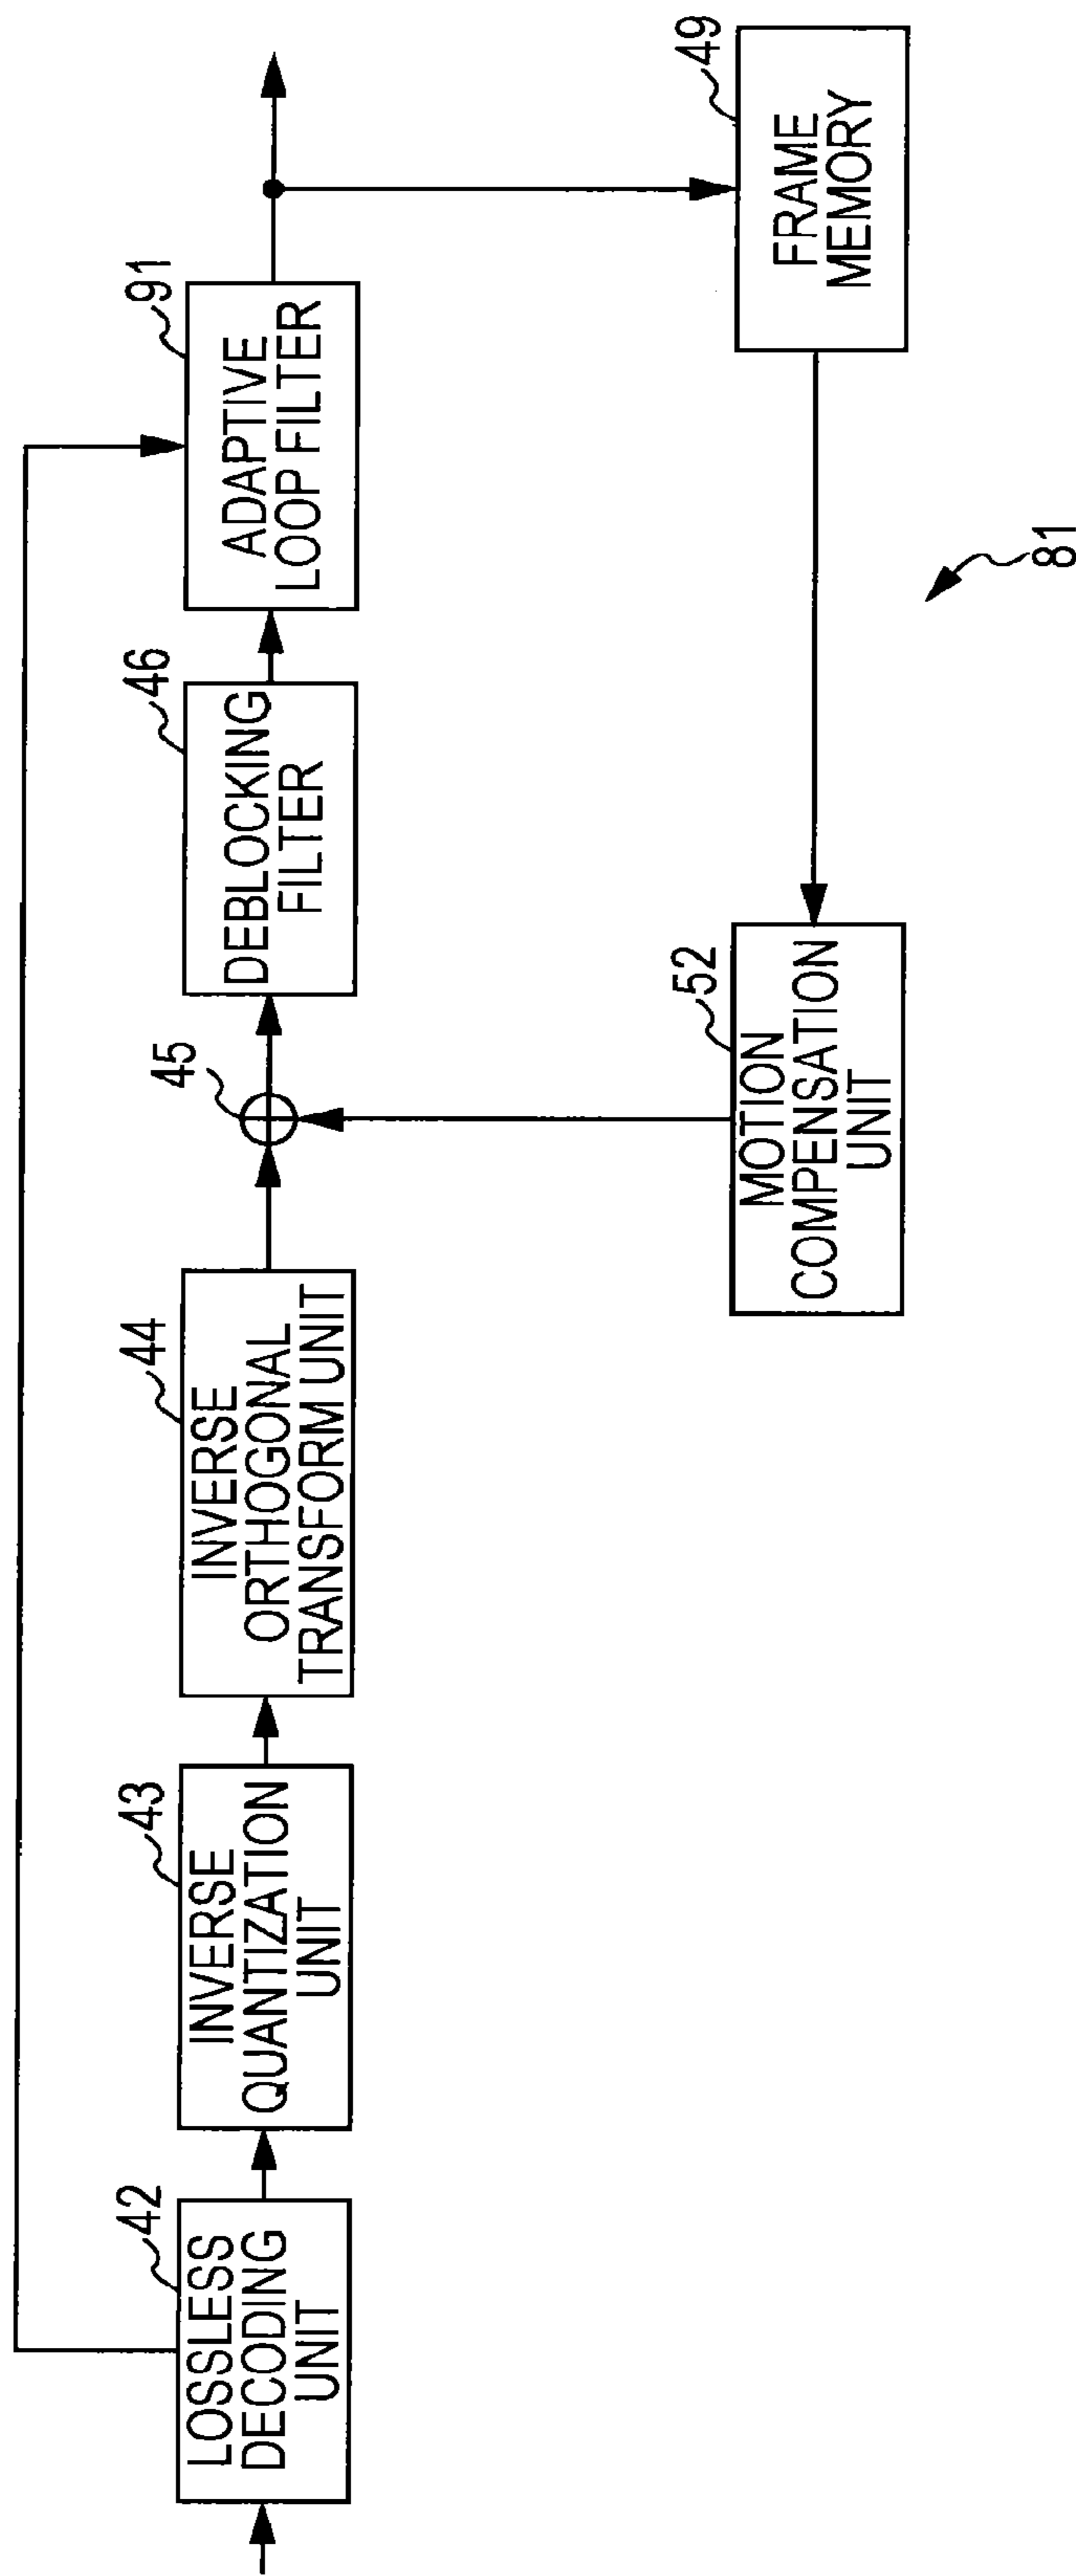 42
LOSSLESS
DECODING
UNIT
43
INVERSE
QUANTIZATION
UNIT
44
INVERSE
ORTHOGONAL
TRANSFORM UNIT
45
46
DEBLOCKING
FILTER
91
ADAPTIVE
LOOP FILTER
52
MOTION
COMPENSATION
UNIT
49
FRAME
MEMORY
81